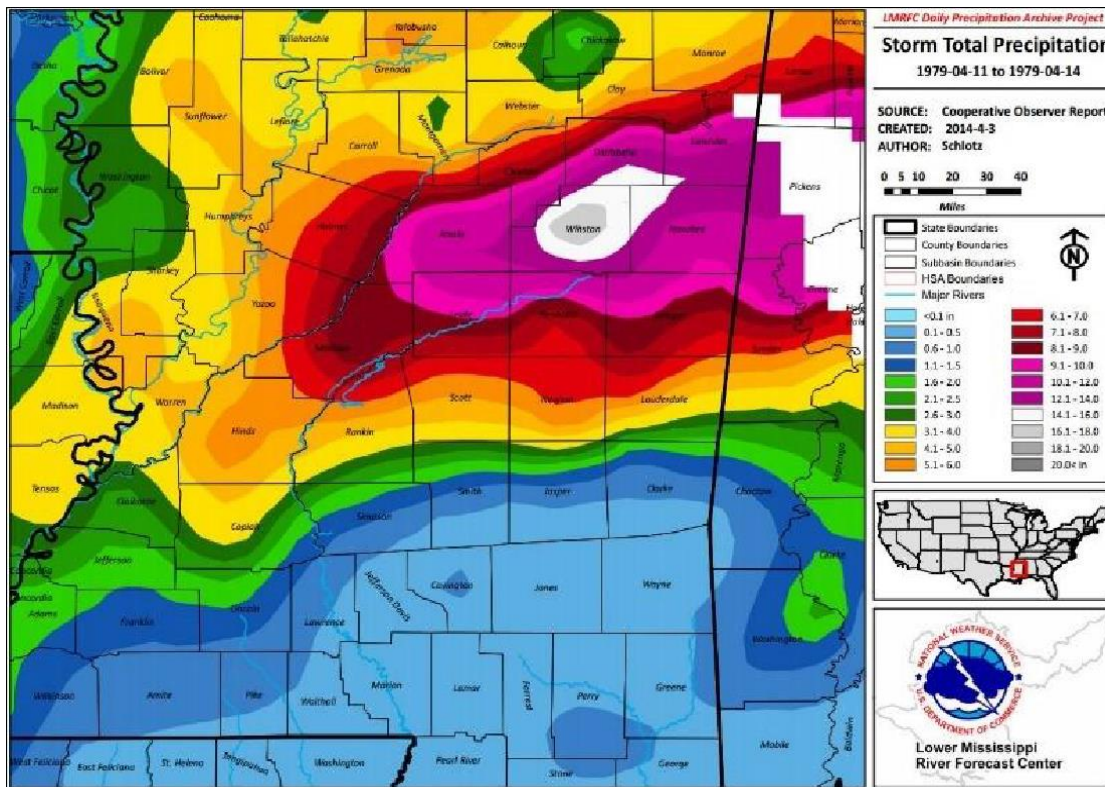 LMRFC Daily Precipitation Archive Project
Storm Total Precipitation
1979-04-11 to 1979-04-14
SOURCE: Cooperative Observer Report
CREATED: 2014-4-3
AUTHOR: Schlotz
0 5 10 20 30 40
Miles
State Boundaries
County Boundaries
Subbasin Boundaries
HSA Boundaries
Major Rivers
N
<0.1 in
0.1 - 0.5
0.6 - 1.0
1.1 - 1.5
1.6 - 2.0
2.1 - 2.5
2.6 - 3.0
3.1 - 4.0
4.1 - 5.0
5.1 - 6.0
6.1 - 7.0
7.1 - 8.0
8.1 - 9.0
9.1 - 10.0
10.1 - 12.0
12.1 - 14.0
14.1 - 16.0
16.1 - 18.0
18.1 - 20.0
20.0< in
NATIONAL WEATHER SERVICE
U.S. DEPARTMENT OF COMMERCE
Lower Mississippi
River Forecast Center
Coahoma
Tallahatchie
Yalobusha
Calhoun
Chickasaw
Monroe
Bolivar
Grenada
Clay
Sunflower
Leflore
Webster
Montgomery
Carroll
Chicot
Washington
Pickens
Humphreys
Holmes
Winston
Sharkey
Yazoo
Greene
Madison
Warren
Scott
Newton
Lauderdale
Hinds
Rankin
Tensas
Claiborne
Smith
Jasper
Clarke
Choctaw
Marengo
Copiah
Simpson
Jefferson
Concordia
Clarke
Adams
Franklin
Lincoln
Lawrence
Jefferson Davis
Covington
Jones
Wayne
Washington
Wilkinson
Amite
Pike
Walthall
Marion
Lamar
Forrest
Perry
Greene
Mobile
Baldwin
West Feliciana
East Feliciana
St. Helena
Tangipahoa
Washington
Pearl River
Stone
George